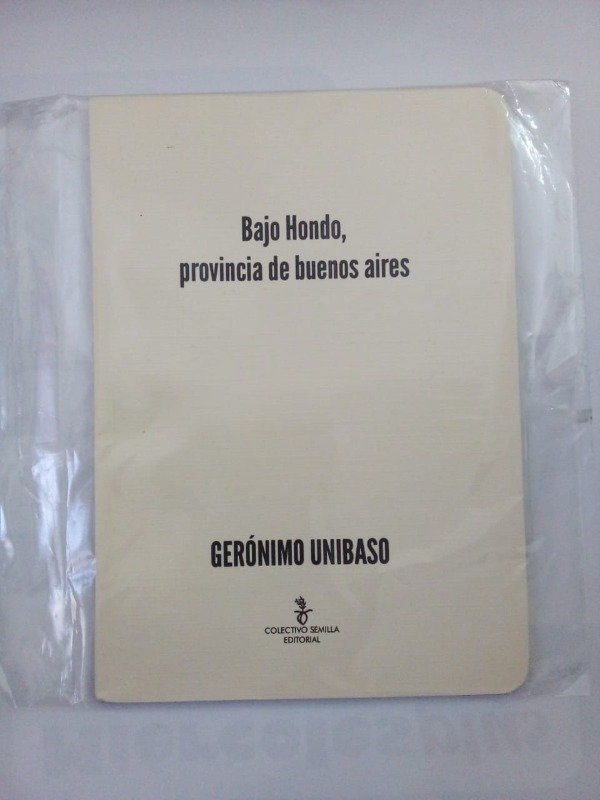 Bajo Hondo,
provincia de buenos aires
GERÓNIMO UNIBASO
COLECTIVO SEMILLA
EDITORIAL